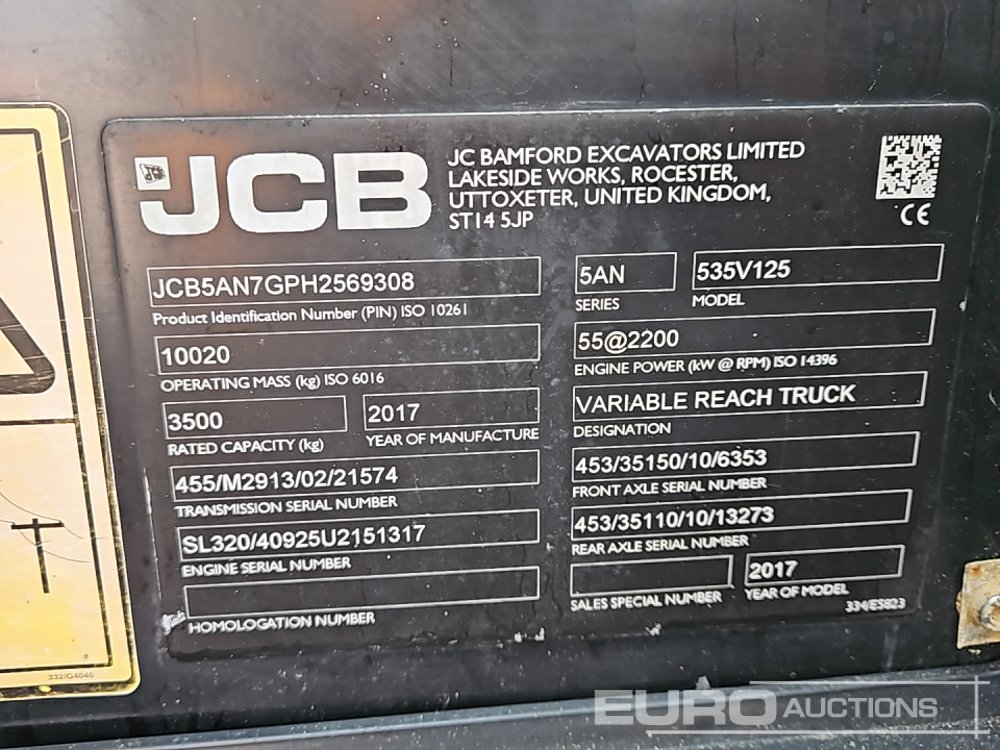 JCB
JC BAMFORD EXCAVATORS LIMITED
LAKESIDE WORKS, ROCESTER,
UTTOXETER, UNITED KINGDOM,
ST14 5JP
CE
JCB5AN7GPH2569308
Product Identification Number (PIN) ISO 10261
5AN
SERIES
535V125
MODEL
10020
OPERATING MASS (kg) ISO 6016
55@2200
ENGINE POWER (kW @ RPM) ISO 14396
3500
RATED CAPACITY (kg)
2017
YEAR OF MANUFACTURE
VARIABLE REACH TRUCK
DESIGNATION
455/M2913/02/21574
TRANSMISSION SERIAL NUMBER
453/35150/10/6353
FRONT AXLE SERIAL NUMBER
SL320/40925U2151317
ENGINE SERIAL NUMBER
453/35110/10/13273
REAR AXLE SERIAL NUMBER
HOMOLOGATION NUMBER
SALES SPECIAL NUMBER
2017
YEAR OF MODEL
334/E5823
332/G4040
EURO AUCTIONS